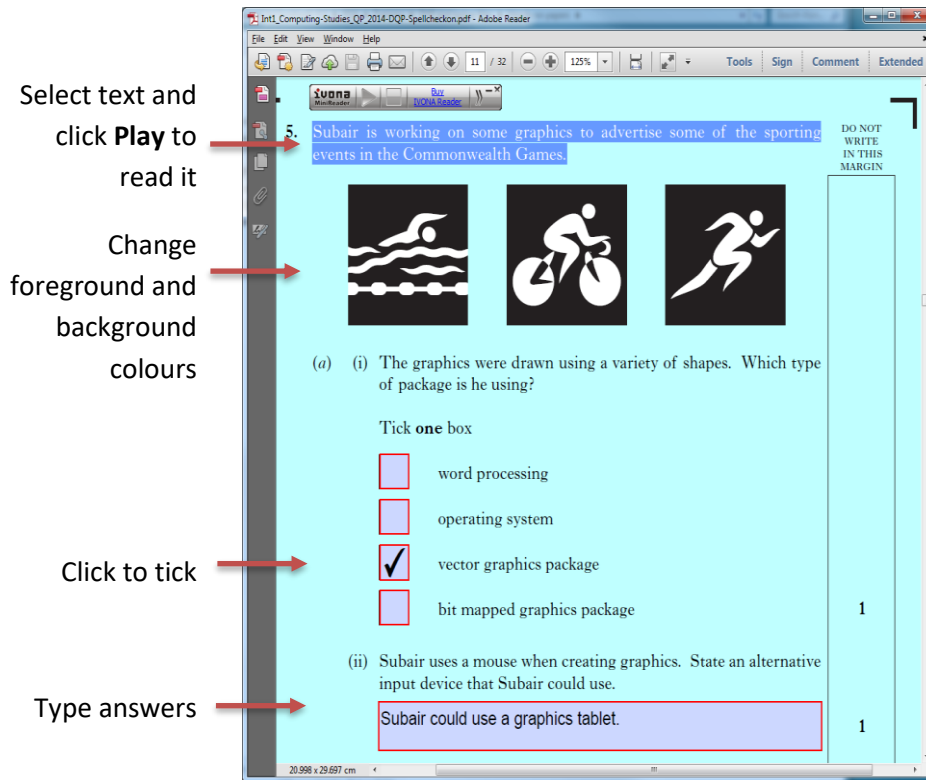 Int1_Computing-Studies_QP_2014-DQP-Spellcheckon.pdf - Adobe Reader
File Edit View Window Help
11 / 32 125% Tools Sign Comment Extended
IVONA MiniReader Buy IVONA Reader
Select text and
click Play to
read it
5. Subair is working on some graphics to advertise some of the sporting
events in the Commonwealth Games.
DO NOT
WRITE
IN THIS
MARGIN
Change
foreground and
background
colours
(a) (i) The graphics were drawn using a variety of shapes. Which type
of package is he using?
Tick one box
word processing
operating system
Click to tick
vector graphics package
bit mapped graphics package 1
(ii) Subair uses a mouse when creating graphics. State an alternative
input device that Subair could use.
Type answers
Subair could use a graphics tablet.
1
20.998 x 29.697 cm